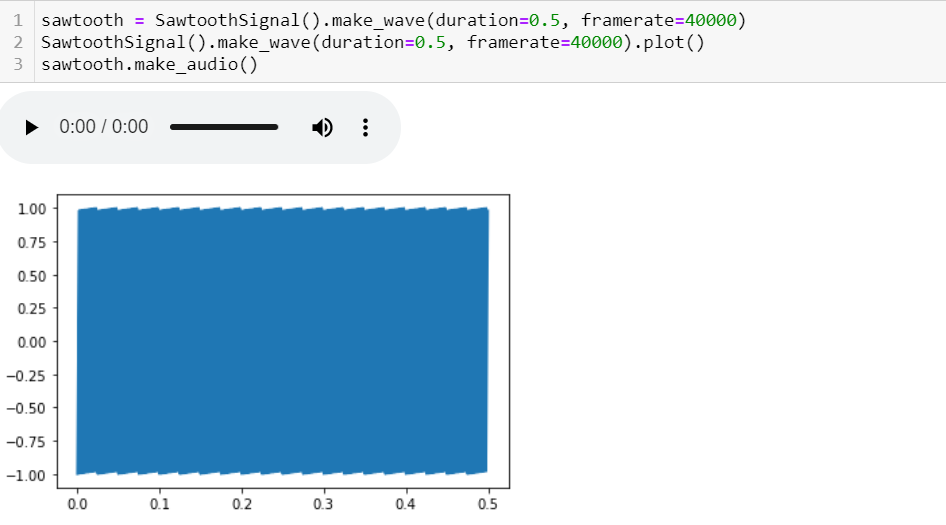 1 sawtooth = SawtoothSignal().make_wave(duration=0.5, framerate=40000)
2 SawtoothSignal().make_wave(duration=0.5, framerate=40000).plot()
3 sawtooth.make_audio()
0:00 / 0:00
1.00
0.75
0.50
0.25
0.00
−0.25
−0.50
−0.75
−1.00
0.0 0.1 0.2 0.3 0.4 0.5